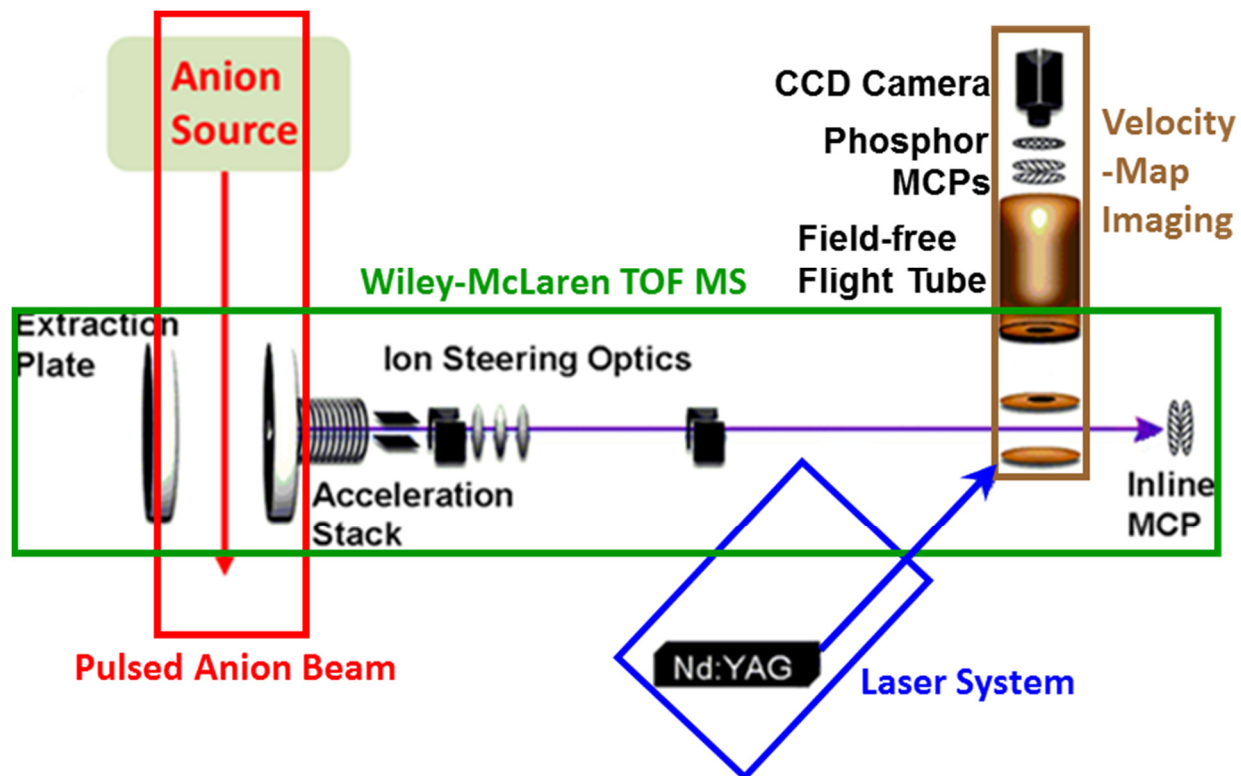 Anion
Source
CCD Camera
Phosphor
MCPs
Velocity
-Map
Imaging
Field-free
Flight Tube
Wiley-McLaren TOF MS
Extraction
Plate
Ion Steering Optics
Acceleration
Stack
Inline
MCP
Nd:YAG
Pulsed Anion Beam
Laser System